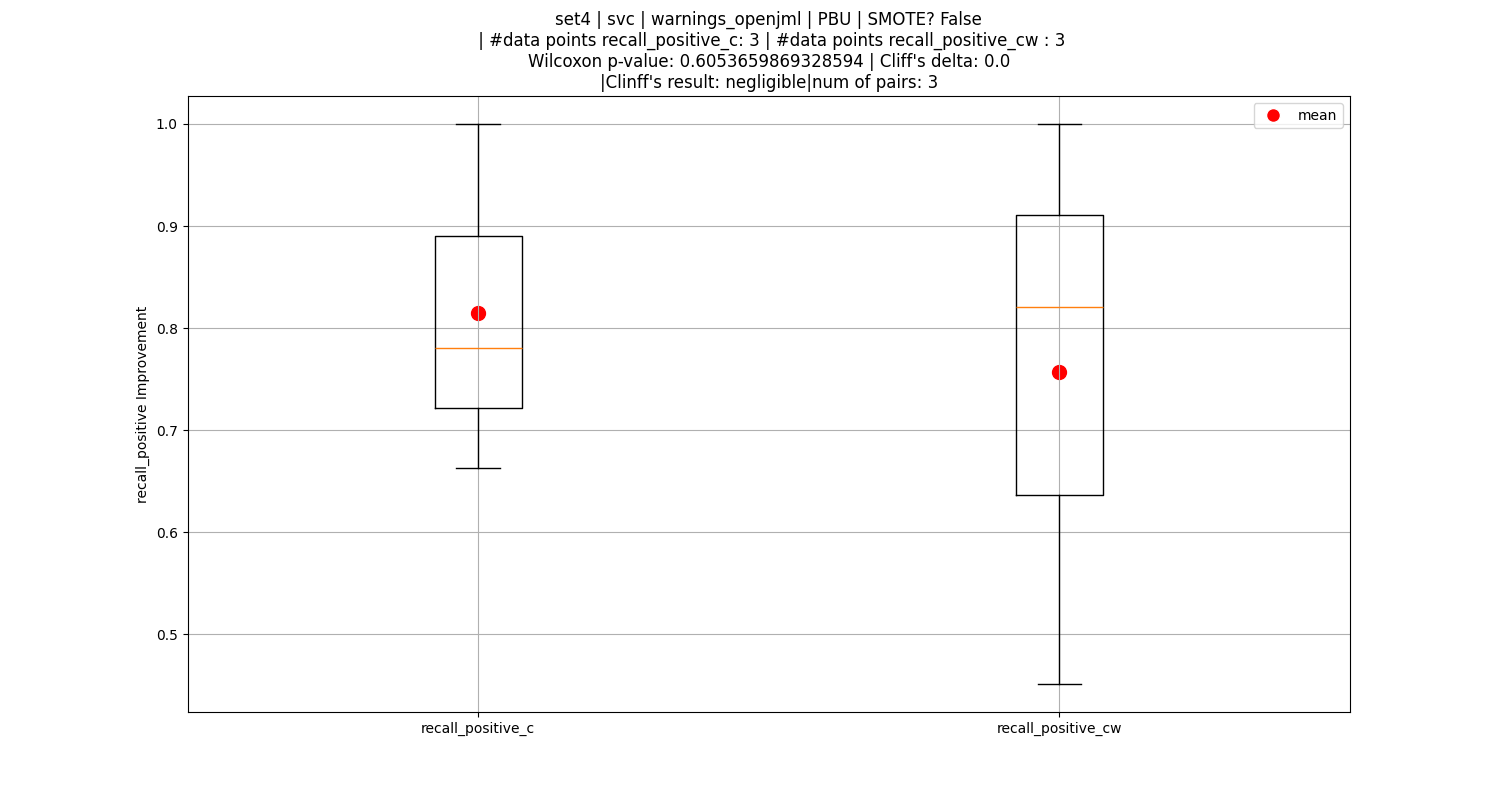 set4 | svc | warnings_openjml | PBU | SMOTE? False
| #data points recall_positive_c: 3 | #data points recall_positive_cw : 3
Wilcoxon p-value: 0.6053659869328594 | Cliff's delta: 0.0
|Clinff's result: negligible|num of pairs: 3
mean
1.0
0.9
0.8
0.7
0.6
0.5
recall_positive Improvement
recall_positive_c
recall_positive_cw